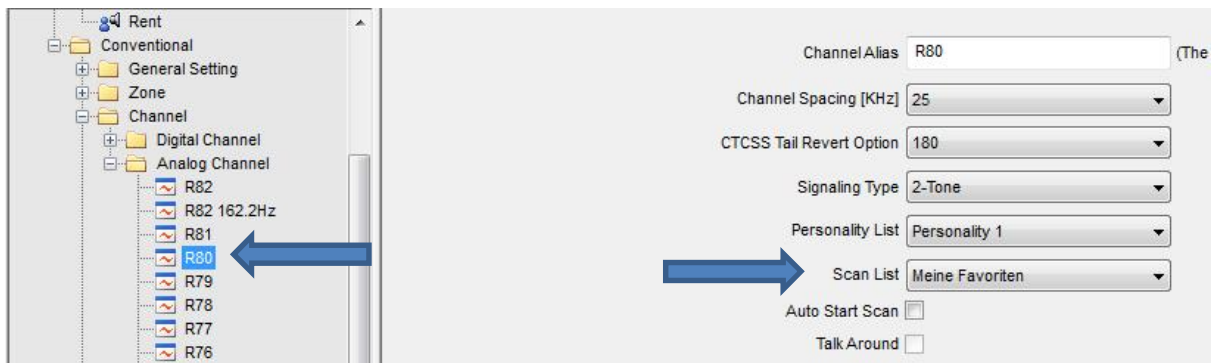 Rent
Conventional
General Setting
Zone
Channel
Digital Channel
Analog Channel
R82
R82 162.2Hz
R81
R80
R79
R78
R77
R76
Channel Alias R80 (The
Channel Spacing [KHz] 25
CTCSS Tail Revert Option 180
Signaling Type 2-Tone
Personality List Personality 1
Scan List Meine Favoriten
Auto Start Scan
Talk Around